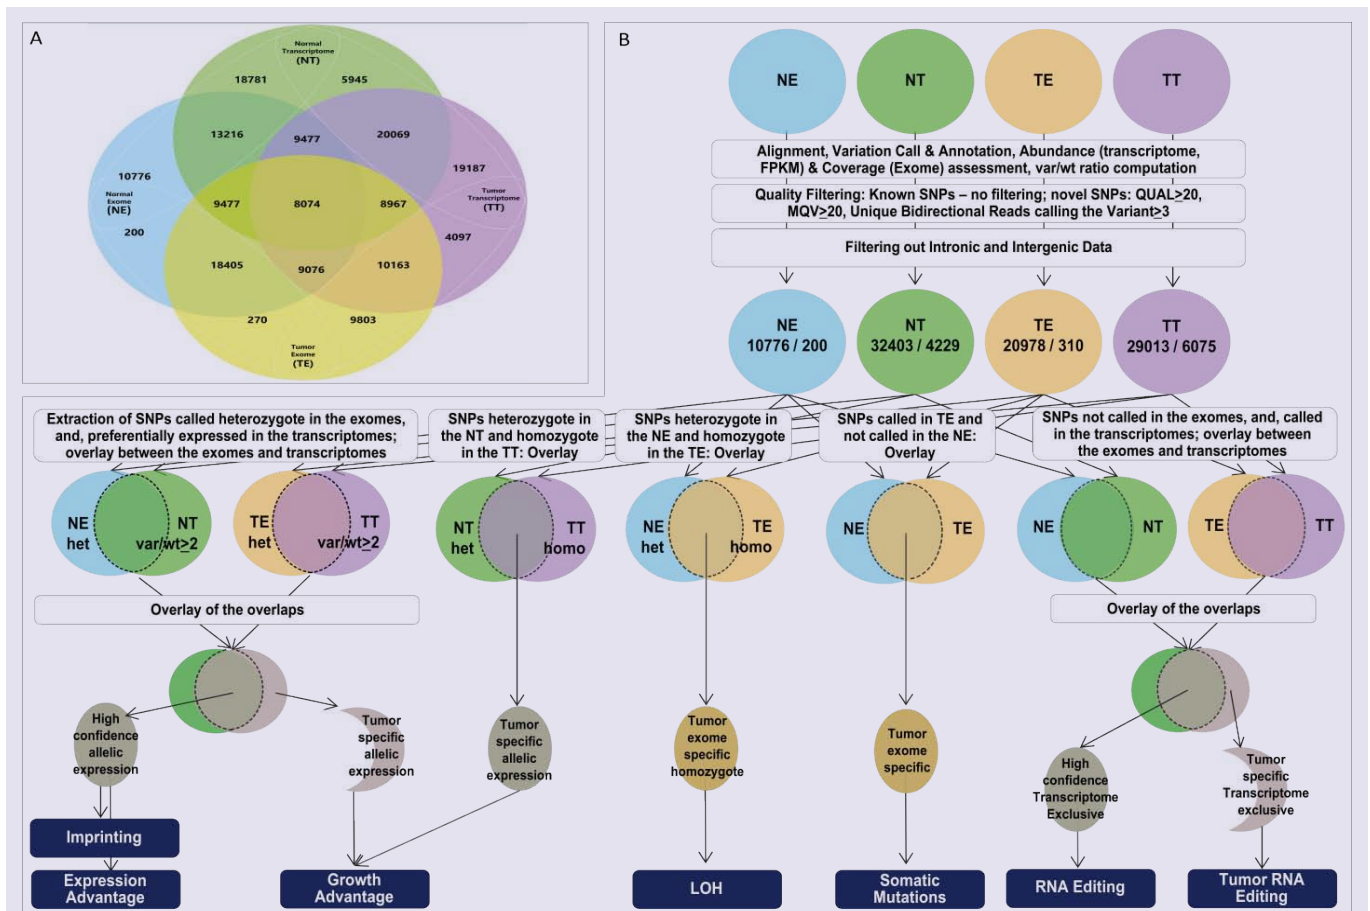 A
Normal
Transcriptome
(NT)
18781
5945
13216
9477
20069
10776
19187
Normal
Exome
(NE)
Tumor
Transcriptome
(TT)
9477
8074
8967
200
4097
18405
9076
10163
270
9803
Tumor
Exome
(TE)
B
NE
NT
TE
TT
Alignment, Variation Call & Annotation, Abundance (transcriptome,
FPKM) & Coverage (Exome) assessment, var/wt ratio computation
Quality Filtering: Known SNPs – no filtering; novel SNPs: QUAL≥20,
MQV≥20, Unique Bidirectional Reads calling the Variant≥3
Filtering out Intronic and Intergenic Data
NE
10776 / 200
NT
32403 / 4229
TE
20978 / 310
TT
29013 / 6075
Extraction of SNPs called heterozygote in the exomes,
and, preferentially expressed in the transcriptomes;
overlay between the exomes and transcriptomes
SNPs heterozygote in
the NT and homozygote
in the TT: Overlay
SNPs heterozygote in
the NE and homozygote
in the TE: Overlay
SNPs called in TE and
not called in the NE:
Overlay
SNPs not called in the exomes, and, called
in the transcriptomes; overlay between
the exomes and transcriptomes
NE
het
NT
var/wt≥2
TE
het
TT
var/wt≥2
NT
het
TT
homo
NE
het
TE
homo
NE
TE
NE
NT
TE
TT
Overlay of the overlaps
Overlay of the overlaps
High
confidence
allelic
expression
Tumor
specific
allelic
expression
Tumor
specific
allelic
expression
Tumor
exome
specific
homozygote
Tumor
exome
specific
High
confidence
Transcriptome
Exclusive
Tumor
specific
Transcriptome
exclusive
Imprinting
Expression
Advantage
Growth
Advantage
LOH
Somatic
Mutations
RNA Editing
Tumor RNA
Editing